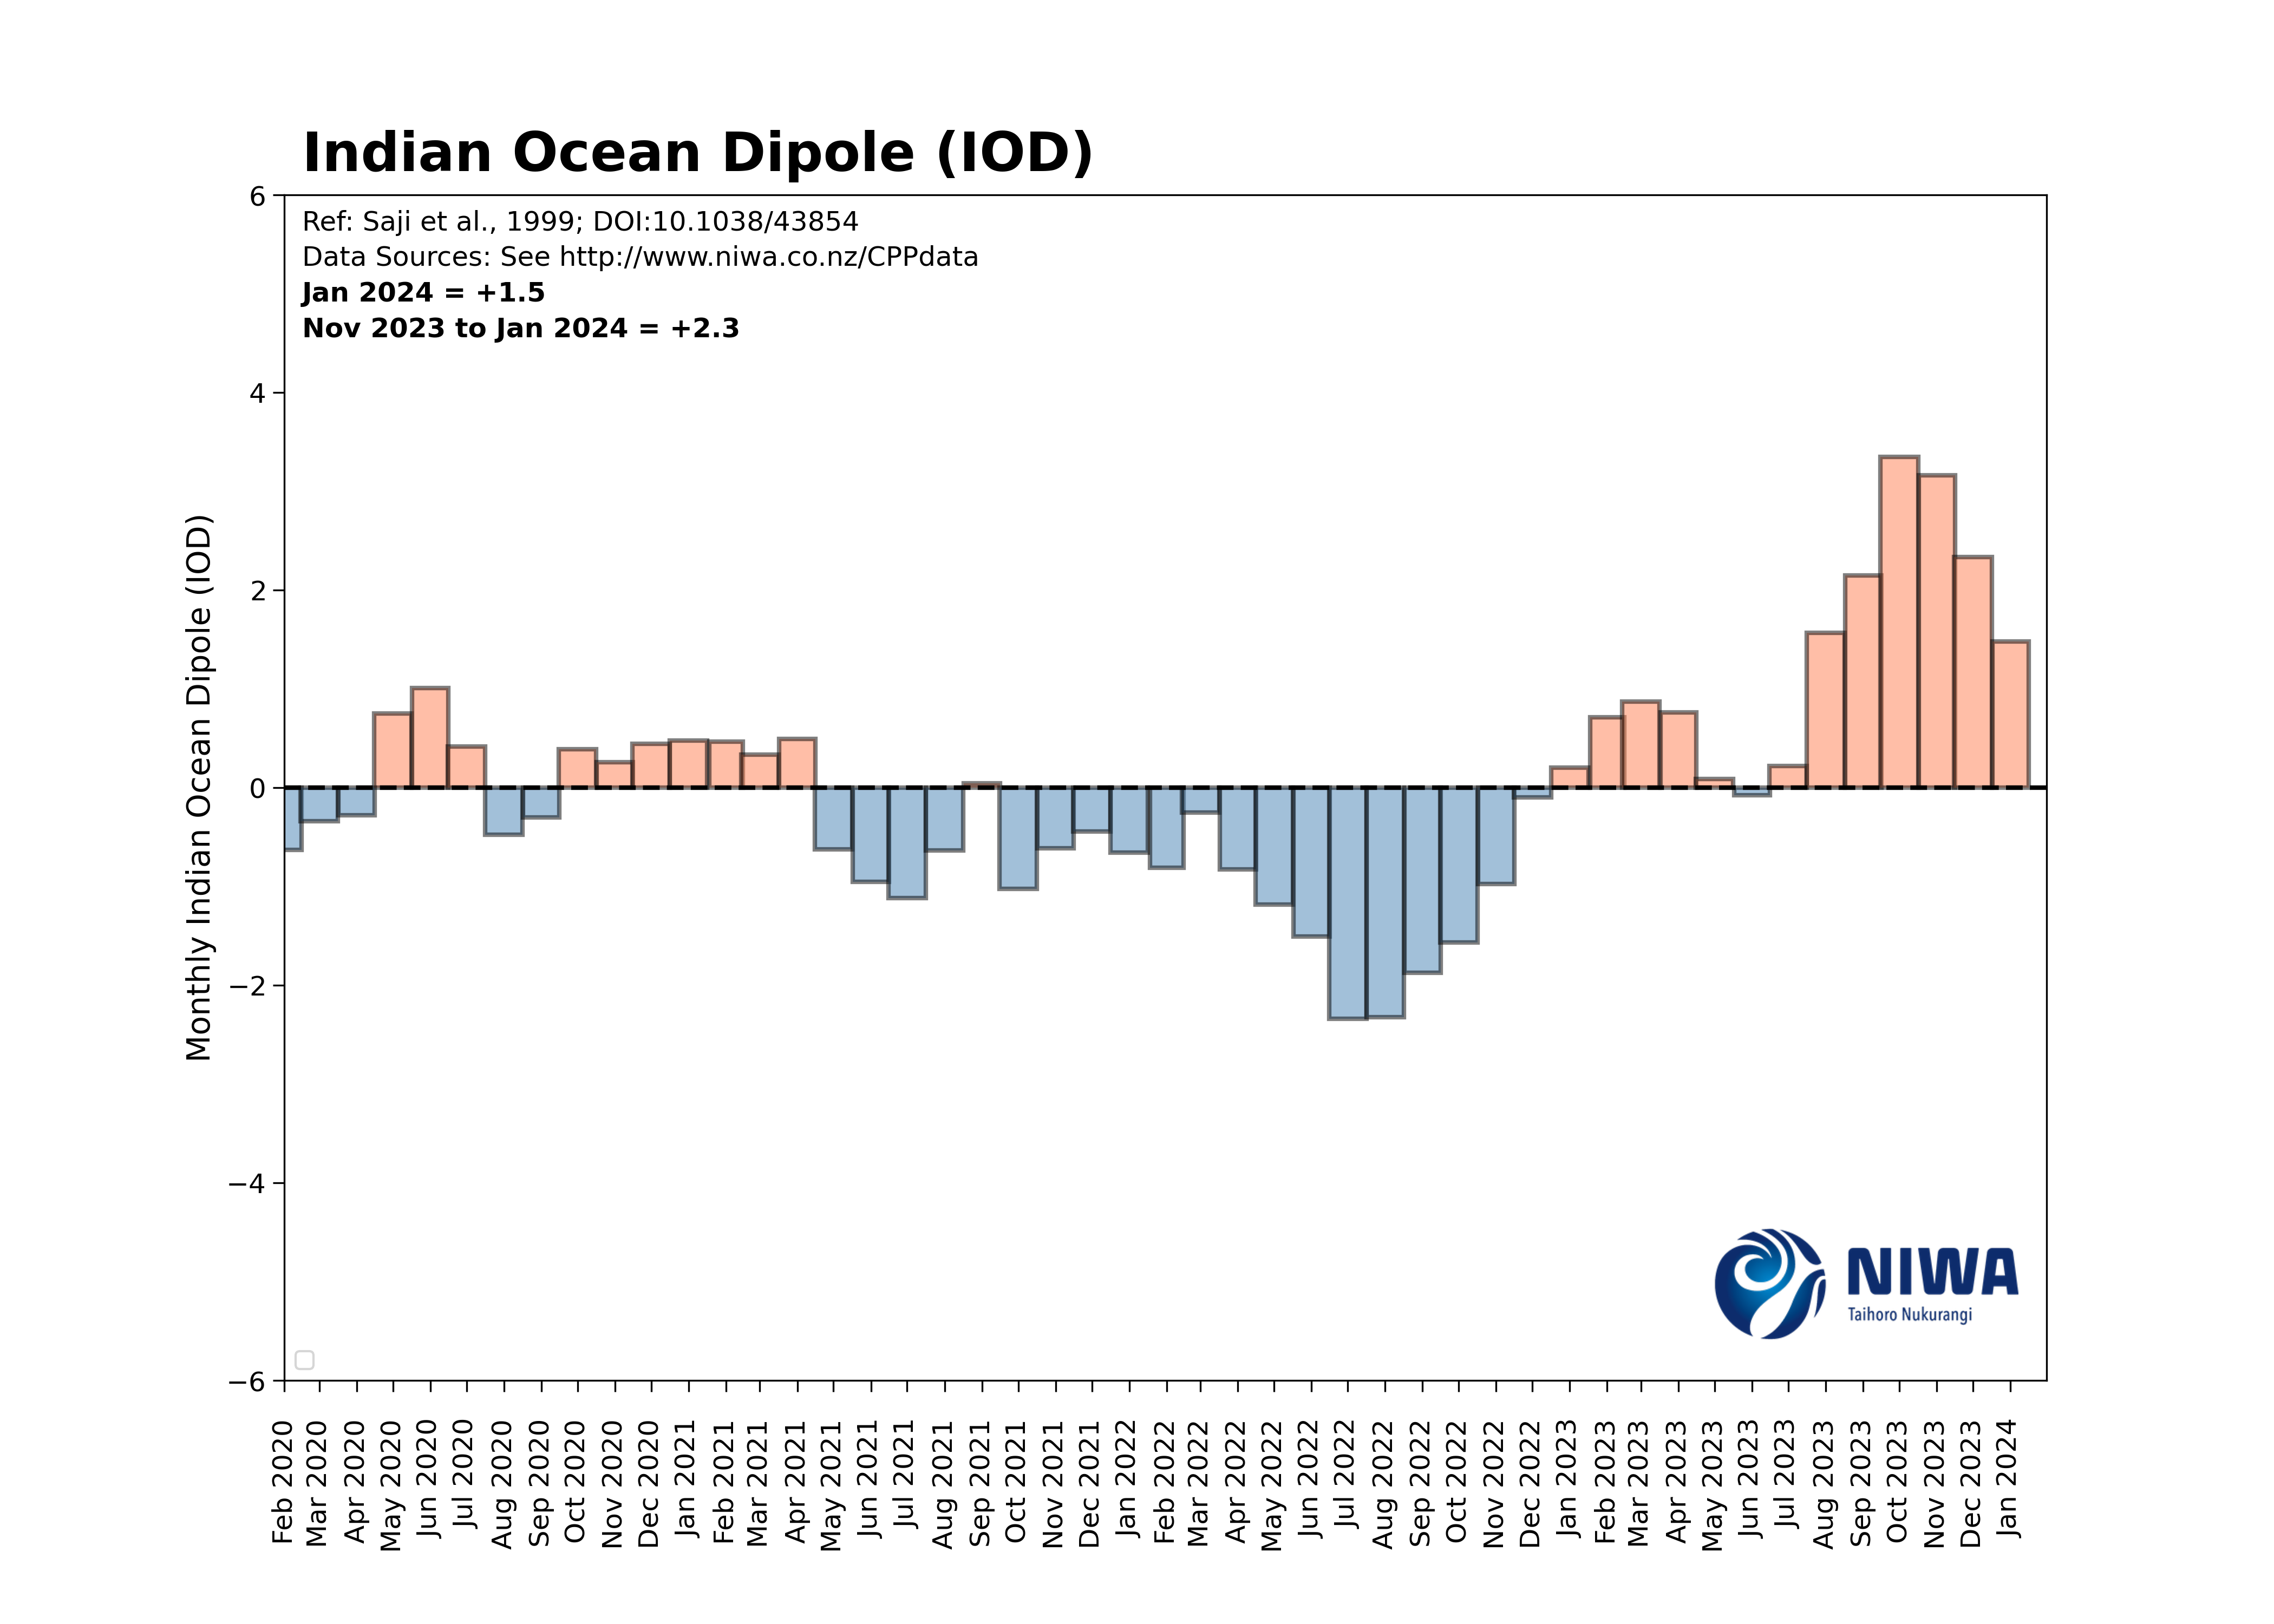 Indian Ocean Dipole (IOD)
Ref: Saji et al., 1999; DOI:10.1038/43854
Data Sources: See http://www.niwa.co.nz/CPPdata
Jan 2024 = +1.5
Nov 2023 to Jan 2024 = +2.3
Monthly Indian Ocean Dipole (IOD)
6
4
2
0
−2
−4
−6
NIWA
Taihoro Nukurangi
Feb 2020
Mar 2020
Apr 2020
May 2020
Jun 2020
Jul 2020
Aug 2020
Sep 2020
Oct 2020
Nov 2020
Dec 2020
Jan 2021
Feb 2021
Mar 2021
Apr 2021
May 2021
Jun 2021
Jul 2021
Aug 2021
Sep 2021
Oct 2021
Nov 2021
Dec 2021
Jan 2022
Feb 2022
Mar 2022
Apr 2022
May 2022
Jun 2022
Jul 2022
Aug 2022
Sep 2022
Oct 2022
Nov 2022
Dec 2022
Jan 2023
Feb 2023
Mar 2023
Apr 2023
May 2023
Jun 2023
Jul 2023
Aug 2023
Sep 2023
Oct 2023
Nov 2023
Dec 2023
Jan 2024